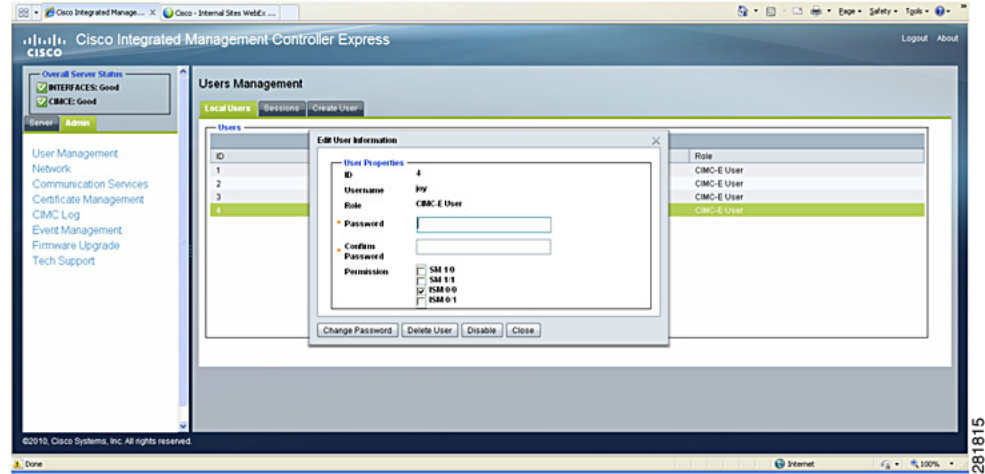 Cisco Integrated Manage... X
Cisco - Internal Sites WebEx ...
Page
Safety
Tools
CISCO
Cisco Integrated Management Controller Express
Logout About
Overall Server Status
INTERFACES: Good
CIMCE: Good
Server Admin
User Management
Network
Communication Services
Certificate Management
CIMC Log
Event Management
Firmware Upgrade
Tech Support
Users Management
Local Users Sessions Create User
Users
ID Role
1 CIMC-E User
2 CIMC-E User
3 CIMC-E User
4 CIMC-E User
Edit User Information
User Properties
ID 4
Username joy
Role CIMC-E User
* Password
* Confirm Password
Permission
SM 1/0
SM 1/1
ISM 0/0
ISM 0/1
Change Password Delete User Disable Close
©2010, Cisco Systems, Inc. All rights reserved.
Done
Internet
100%
281815